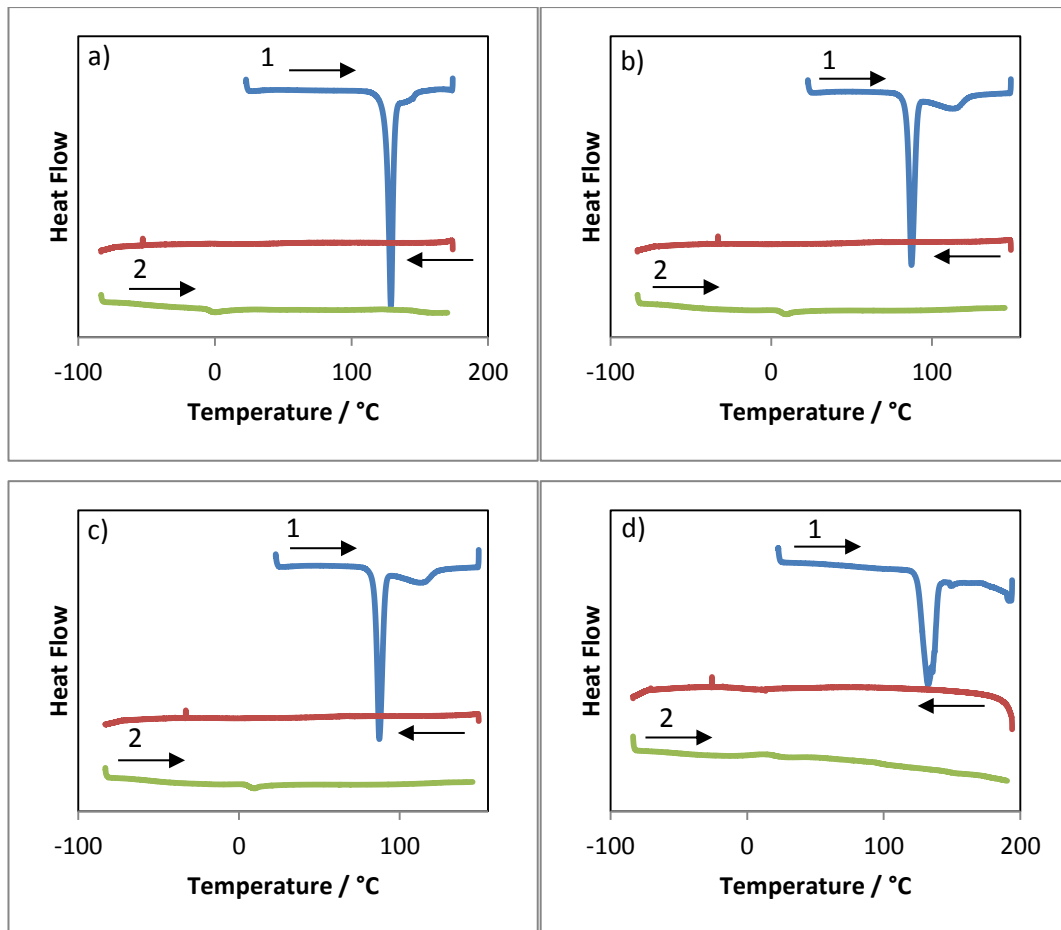 a)
1
Heat Flow
2
-100 0 100 200
Temperature / °C
b)
1
Heat Flow
2
-100 0 100
Temperature / °C
c)
1
Heat Flow
2
-100 0 100
Temperature / °C
d)
1
Heat Flow
2
-100 0 100 200
Temperature / °C